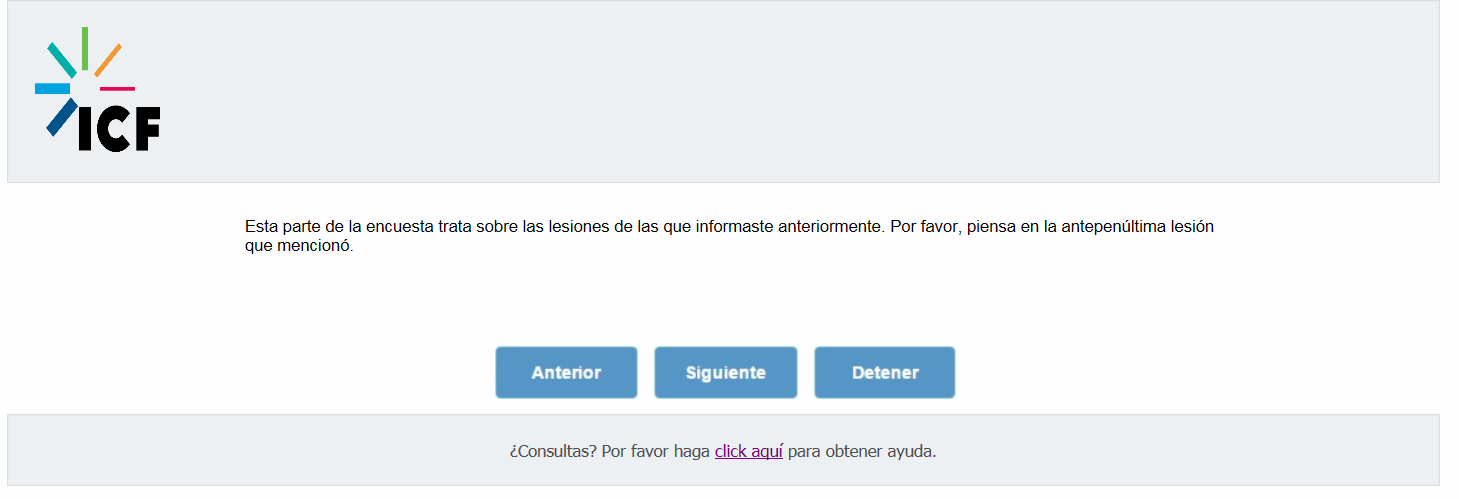 ICF
Esta parte de la encuesta trata sobre las lesiones de las que informaste anteriormente. Por favor, piensa en la antepenúltima lesión
que mencionó.
Anterior
Siguiente
Detener
¿Consultas? Por favor haga click aquí para obtener ayuda.